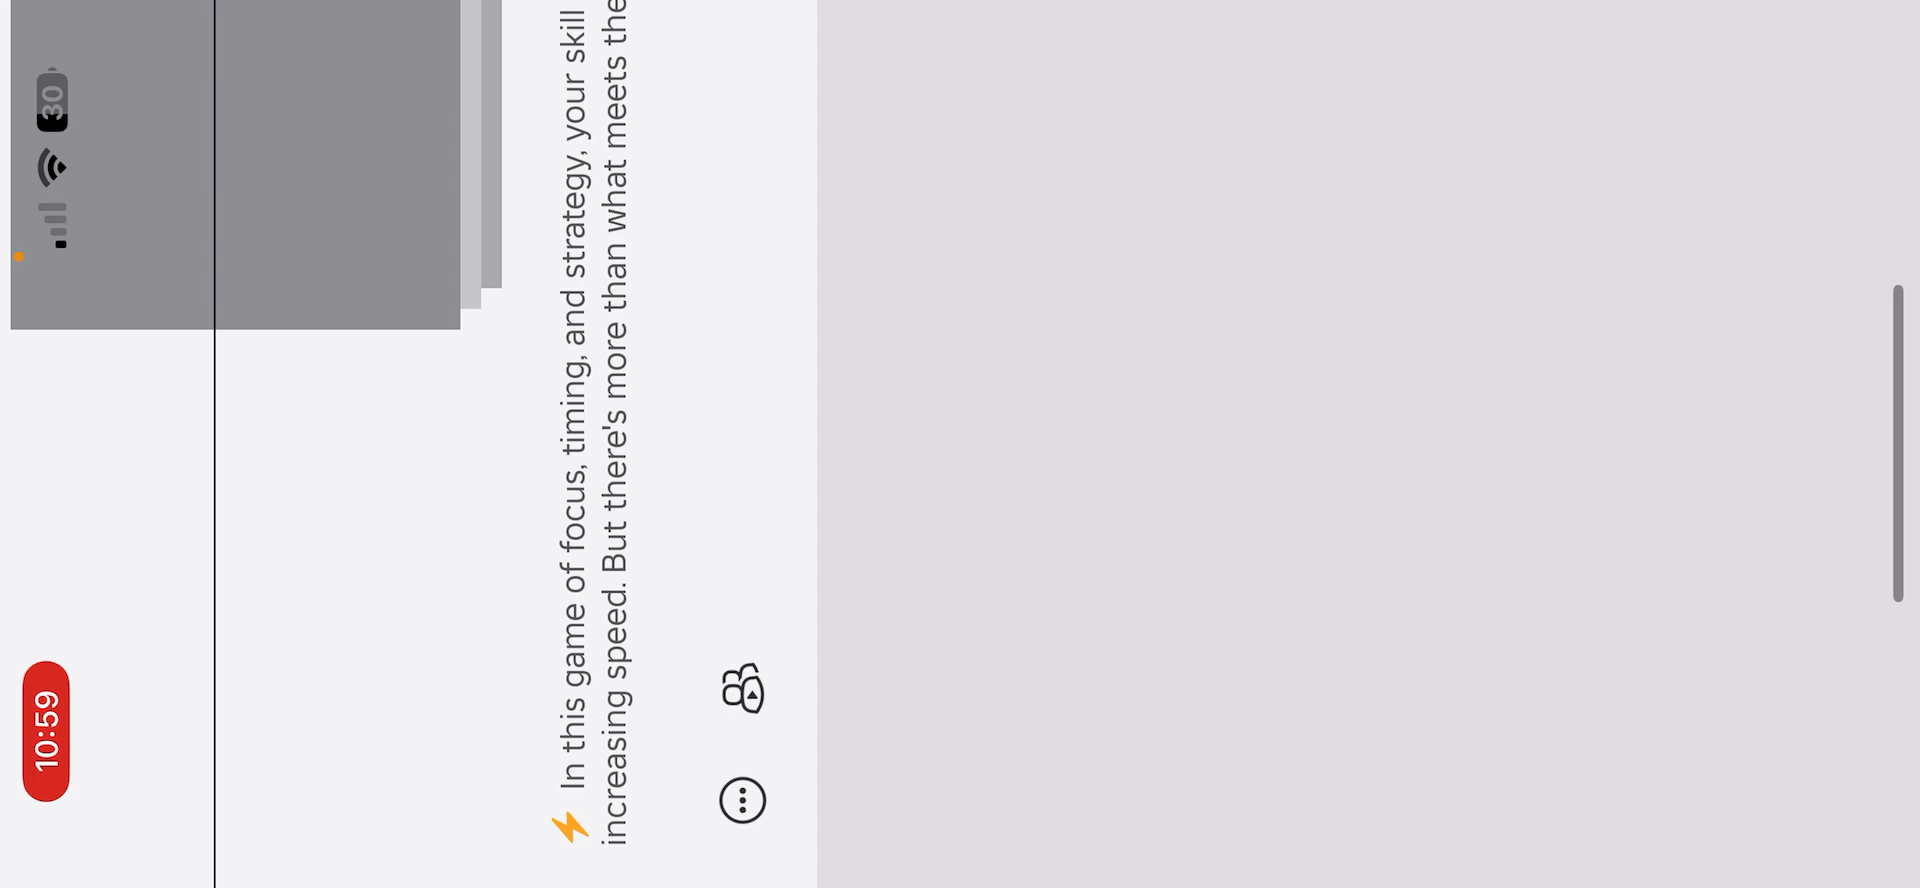 10:59
30
⚡ In this game of focus, timing, and strategy, your skill
increasing speed. But there's more than what meets the